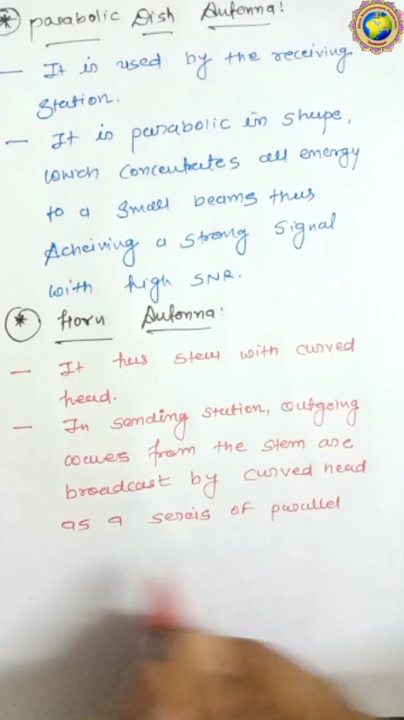 * parabolic Dish Antenna:
— It is used by the receiving
station.
— It is parabolic in shape,
which concentrates all energy
to a small beams thus
Acheiving a strong signal
with high SNR.
* Horn Antenna:
— It has stem with curved
head.
— In sending station, outgoing
waves from the stem are
broadcast by curved head
as a sereis of parallel